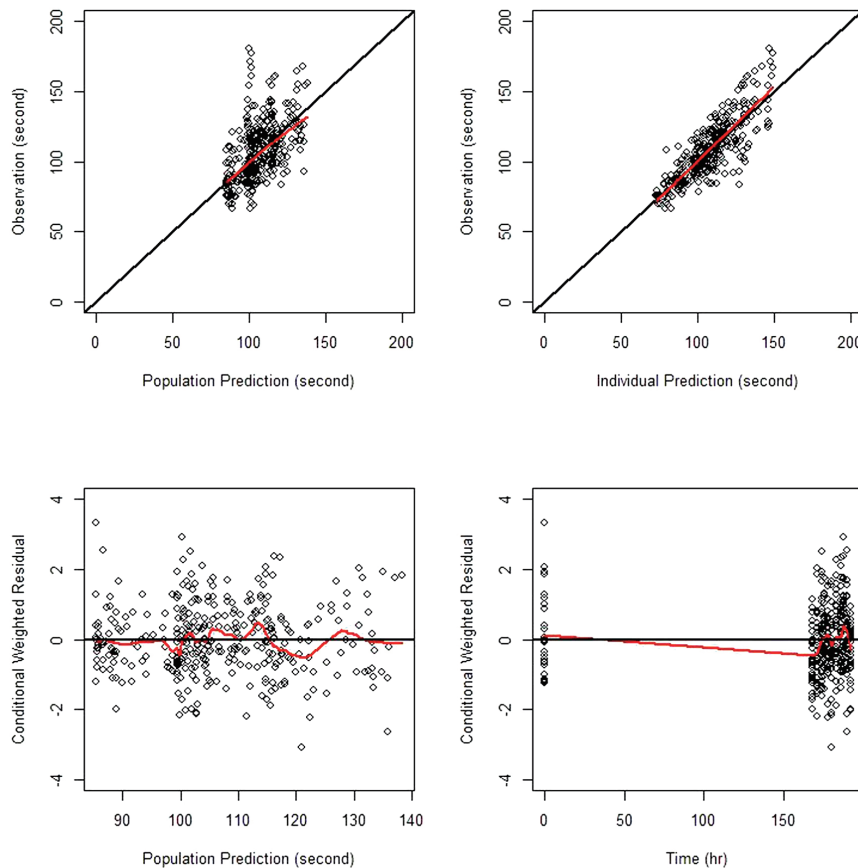 200
150
100
50
0
Observation (second)
0 50 100 150 200
Population Prediction (second)
200
150
100
50
0
Observation (second)
0 50 100 150 200
Individual Prediction (second)
4
2
0
-2
-4
Conditional Weighted Residual
90 100 110 120 130 140
Population Prediction (second)
4
2
0
-2
-4
Conditional Weighted Residual
0 50 100 150
Time (hr)